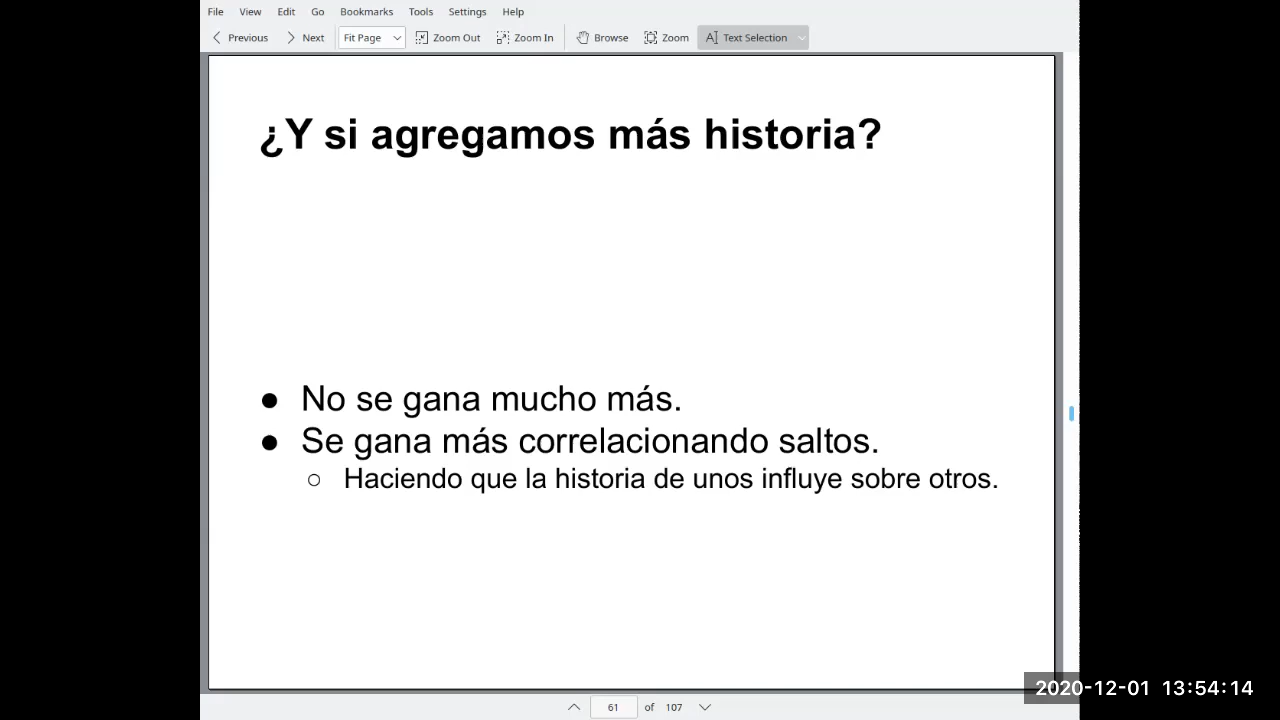 File View Edit Go Bookmarks Tools Settings Help
Previous Next Fit Page Zoom Out Zoom In Browse Zoom Text Selection
¿Y si agregamos más historia?
● No se gana mucho más.
● Se gana más correlacionando saltos.
○ Haciendo que la historia de unos influye sobre otros.
2020-12-01 13:54:14
61 of 107